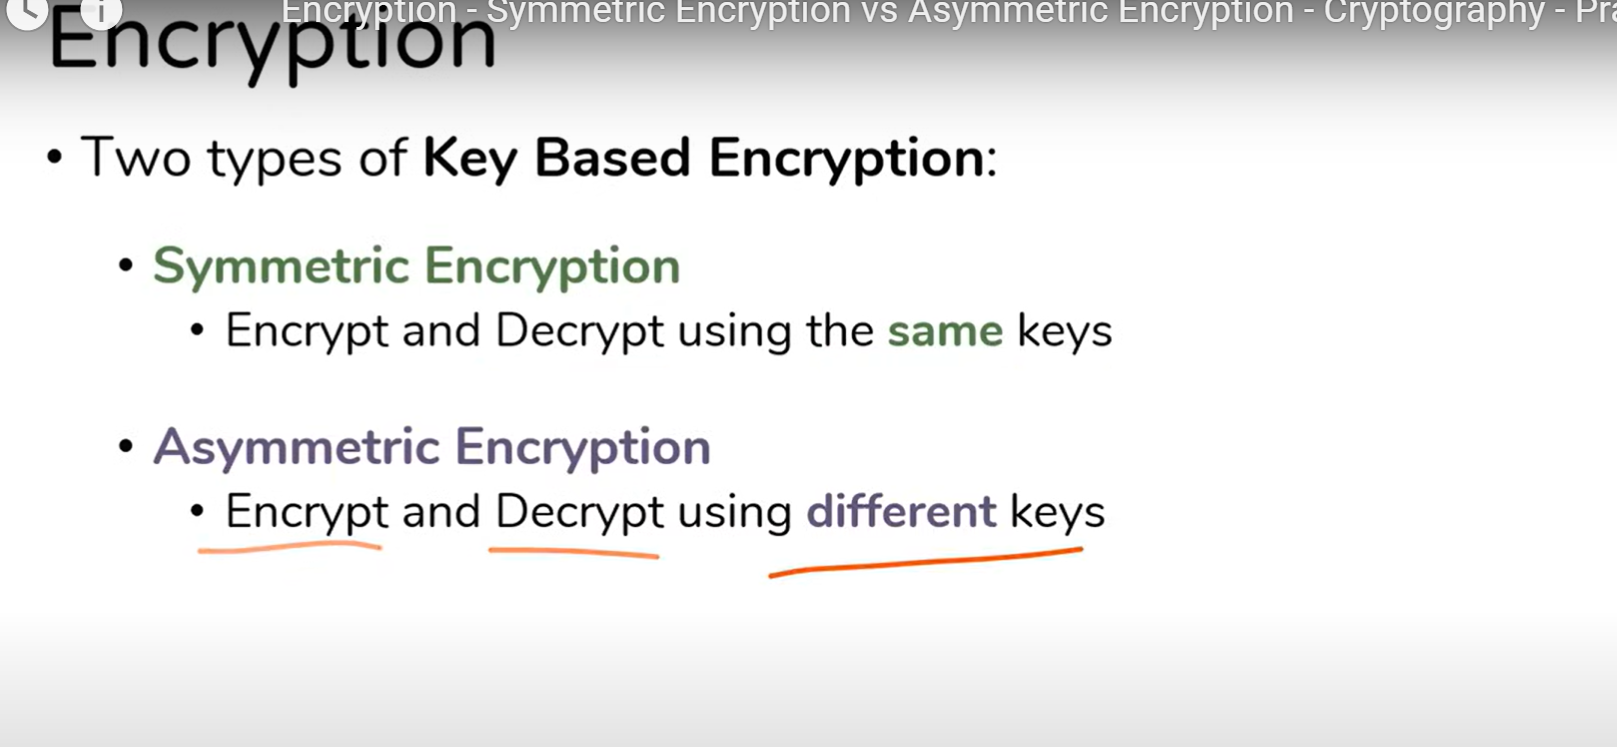 Encryption - Symmetric Encryption vs Asymmetric Encryption - Cryptography -
Encryption
• Two types of Key Based Encryption:
• Symmetric Encryption
• Encrypt and Decrypt using the same keys
• Asymmetric Encryption
• Encrypt and Decrypt using different keys